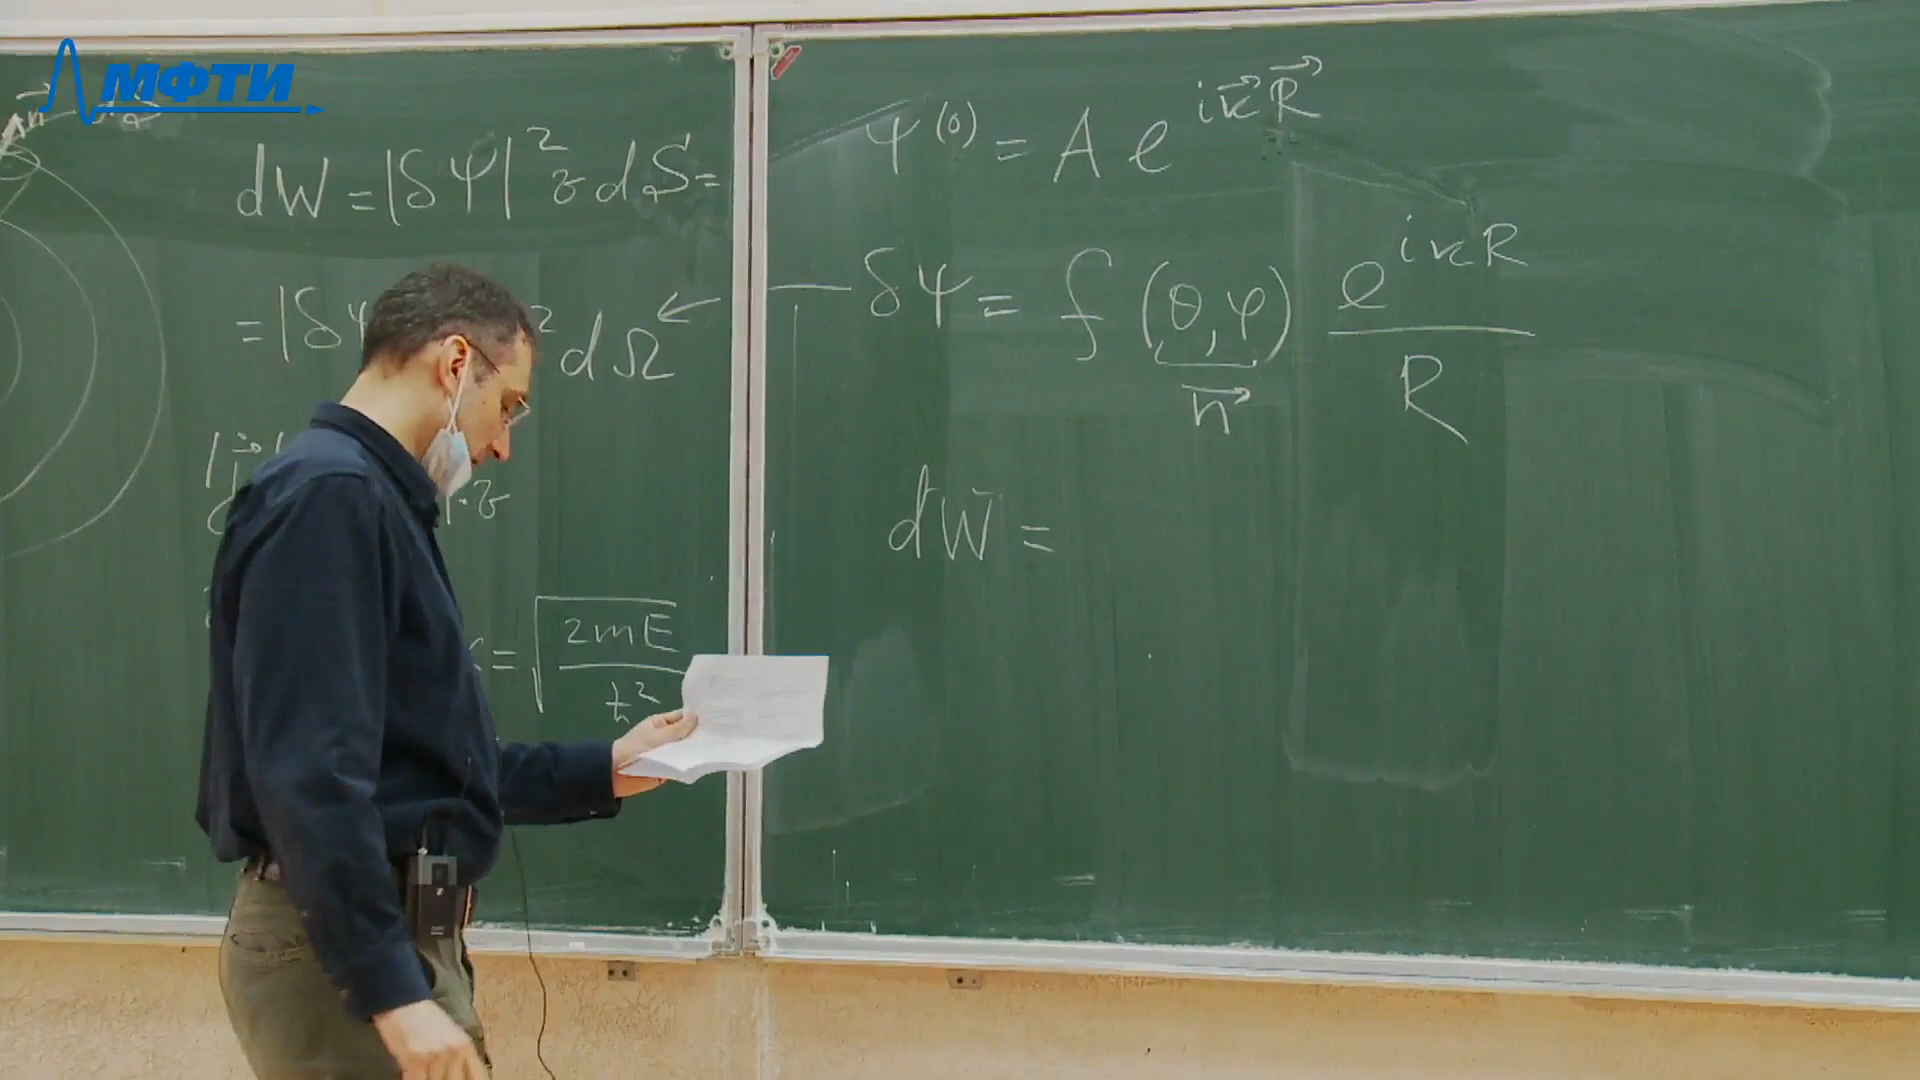 МФТИ
n⃗
dW = |δψ|² v dS =
= |δψ ² dΩ ←
|j⃗|
|·v
= √(2mE / ħ²)
ψ⁽⁰⁾ = A e^{ik⃗R⃗}
δψ = f (θ,φ) e^{ikR} / R
n⃗
dW =